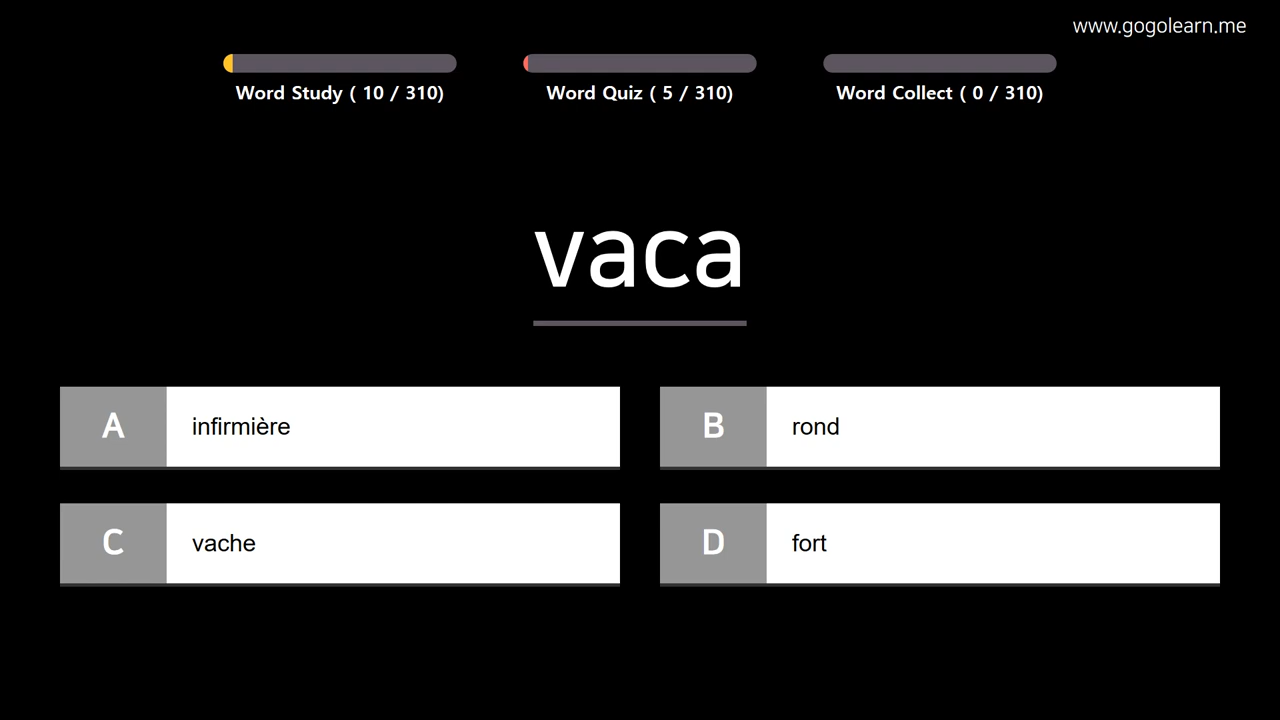 www.gogolearn.me
Word Study ( 10 / 310)
Word Quiz ( 5 / 310)
Word Collect ( 0 / 310)
vaca
A infirmière
B rond
C vache
D fort